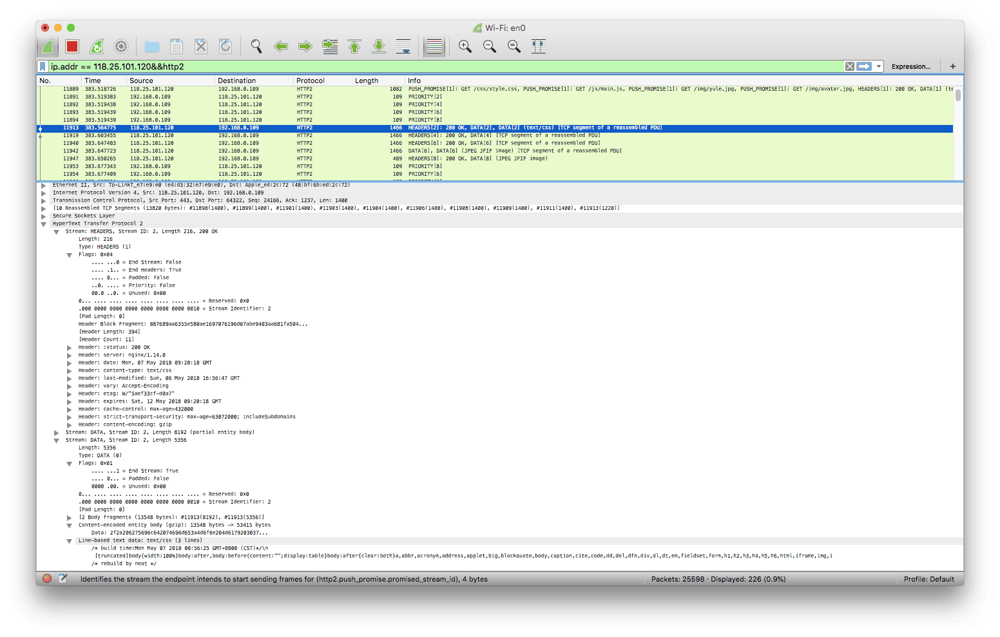 Wi-Fi: en0
ip.addr == 118.25.101.120&&http2 Expression... +
No. Time Source Destination Protocol Length Info
11889 383.518726 118.25.101.120 192.168.0.109 HTTP2 1082 PUSH_PROMISE[1]: GET /css/style.css, PUSH_PROMISE[1]: GET /js/main.js, PUSH_PROMISE[1]: GET /img/yule.jpg, PUSH_PROMISE[1]: GET /img/avatar.jpg, HEADERS[1]: 200 OK, DATA[1] (te
11891 383.519383 192.168.0.109 118.25.101.120 HTTP2 109 PRIORITY[2]
11892 383.519438 192.168.0.109 118.25.101.120 HTTP2 109 PRIORITY[4]
11893 383.519439 192.168.0.109 118.25.101.120 HTTP2 109 PRIORITY[6]
11894 383.519439 192.168.0.109 118.25.101.120 HTTP2 109 PRIORITY[8]
11913 383.564775 118.25.101.120 192.168.0.109 HTTP2 1466 HEADERS[2]: 200 OK, DATA[2], DATA[2] (text/css) [TCP segment of a reassembled PDU]
11919 383.603455 118.25.101.120 192.168.0.109 HTTP2 1466 HEADERS[4]: 200 OK, DATA[4] [TCP segment of a reassembled PDU]
11940 383.647483 118.25.101.120 192.168.0.109 HTTP2 1466 HEADERS[6]: 200 OK, DATA[6] [TCP segment of a reassembled PDU]
11942 383.647723 118.25.101.120 192.168.0.109 HTTP2 1466 DATA[6], DATA[6] (JPEG JFIF image) [TCP segment of a reassembled PDU]
11947 383.650265 118.25.101.120 192.168.0.109 HTTP2 489 HEADERS[8]: 200 OK, DATA[8] (JPEG JFIF image)
11953 383.677343 192.168.0.109 118.25.101.120 HTTP2 109 PRIORITY[8]
11954 383.677409 192.168.0.109 118.25.101.120 HTTP2 109 PRIORITY[6]
Ethernet II, Src: Tp-LinkT_e7:e9:e0 (e4:d3:32:e7:e9:e0), Dst: Apple_ed:2c:72 (48:bf:6b:ed:2c:72)
Internet Protocol Version 4, Src: 118.25.101.120, Dst: 192.168.0.109
Transmission Control Protocol, Src Port: 443, Dst Port: 64322, Seq: 24166, Ack: 1237, Len: 1400
[10 Reassembled TCP Segments (13820 bytes): #11898(1400), #11899(1400), #11901(1400), #11903(1400), #11904(1400), #11906(1400), #11908(1400), #11909(1400), #11911(1400), #11913(1220)]
Secure Sockets Layer
HyperText Transfer Protocol 2
Stream: HEADERS, Stream ID: 2, Length 216, 200 OK
Length: 216
Type: HEADERS (1)
Flags: 0x04
.... ...0 = End Stream: False
.... .1.. = End Headers: True
.... 0... = Padded: False
..0. .... = Priority: False
00.0 ..0. = Unused: 0x00
0... .... .... .... .... .... .... .... = Reserved: 0x0
.000 0000 0000 0000 0000 0000 0000 0010 = Stream Identifier: 2
[Pad Length: 0]
Header Block Fragment: 887689aa6355e580ae1697076196d07abe9403aa681fa504...
[Header Length: 394]
[Header Count: 11]
Header: :status: 200 OK
Header: server: nginx/1.14.0
Header: date: Mon, 07 May 2018 09:20:18 GMT
Header: content-type: text/css
Header: last-modified: Sun, 06 May 2018 16:56:47 GMT
Header: vary: Accept-Encoding
Header: etag: W/"5aef33cf-d0a7"
Header: expires: Sat, 12 May 2018 09:20:18 GMT
Header: cache-control: max-age=432000
Header: strict-transport-security: max-age=63072000; includeSubdomains
Header: content-encoding: gzip
Stream: DATA, Stream ID: 2, Length 8192 (partial entity body)
Stream: DATA, Stream ID: 2, Length 5356
Length: 5356
Type: DATA (0)
Flags: 0x01
.... ...1 = End Stream: True
.... 0... = Padded: False
0000 .00. = Unused: 0x00
0... .... .... .... .... .... .... .... = Reserved: 0x0
.000 0000 0000 0000 0000 0000 0000 0010 = Stream Identifier: 2
[Pad Length: 0]
[2 Body fragments (13548 bytes): #11913(8192), #11913(5356)]
Content-encoded entity body (gzip): 13548 bytes -> 53415 bytes
Data: 2f2a206275696c642074696d653a4d6f6e204d6179203037...
Line-based text data: text/css (3 lines)
/* build time:Mon May 07 2018 00:56:25 GMT+0800 (CST)*/\n
[truncated]body{width:100%}body:after,body:before{content:"";display:table}body:after{clear:both}a,abbr,acronym,address,applet,big,blockquote,body,caption,cite,code,dd,del,dfn,div,dl,dt,em,fieldset,form,h1,h2,h3,h4,h5,h6,html,iframe,img,i
/* rebuild by neat */
Identifies the stream the endpoint intends to start sending frames for (http2.push_promise.promised_stream_id), 4 bytes Packets: 25598 · Displayed: 226 (0.9%) Profile: Default